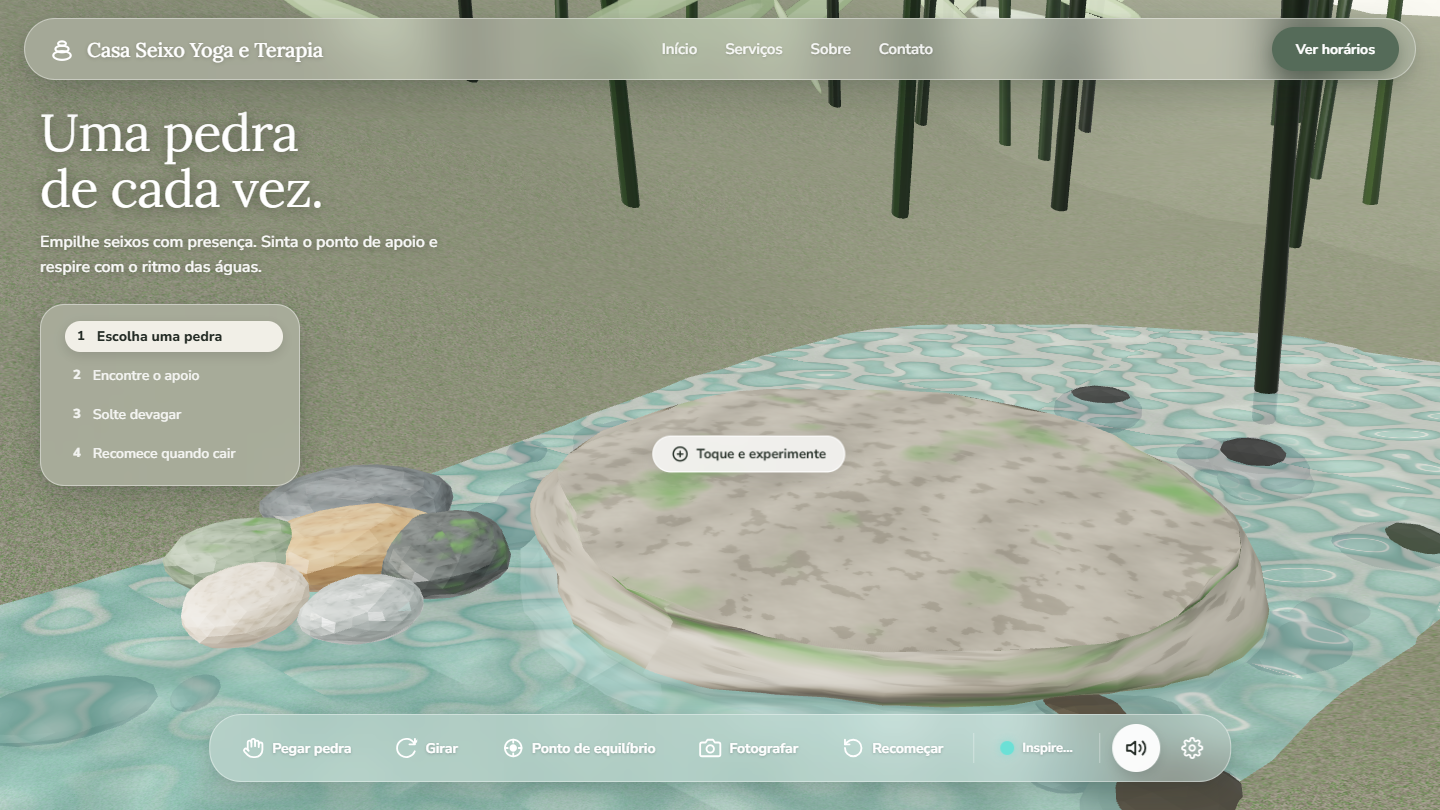 Casa Seixo Yoga e Terapia
Início
Serviços
Sobre
Contato
Ver horários
Uma pedra
de cada vez.
Empilhe seixos com presença. Sinta o ponto de apoio e
respire com o ritmo das águas.
1 Escolha uma pedra
2 Encontre o apoio
3 Solte devagar
4 Recomece quando cair
Toque e experimente
Pegar pedra
Girar
Ponto de equilíbrio
Fotografar
Recomeçar
Inspire...